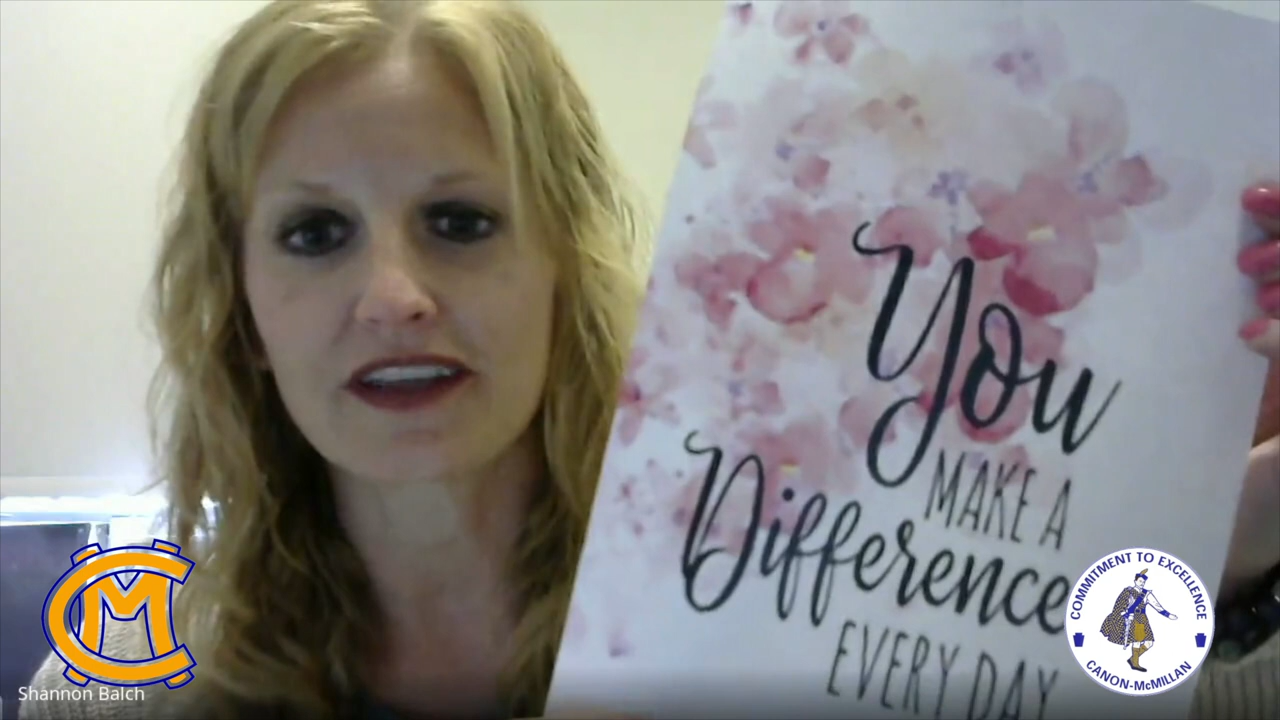 You
MAKE A
Difference
EVERY DAY
CM
Shannon Balch
COMMITMENT TO EXCELLENCE
CANON-McMILLAN